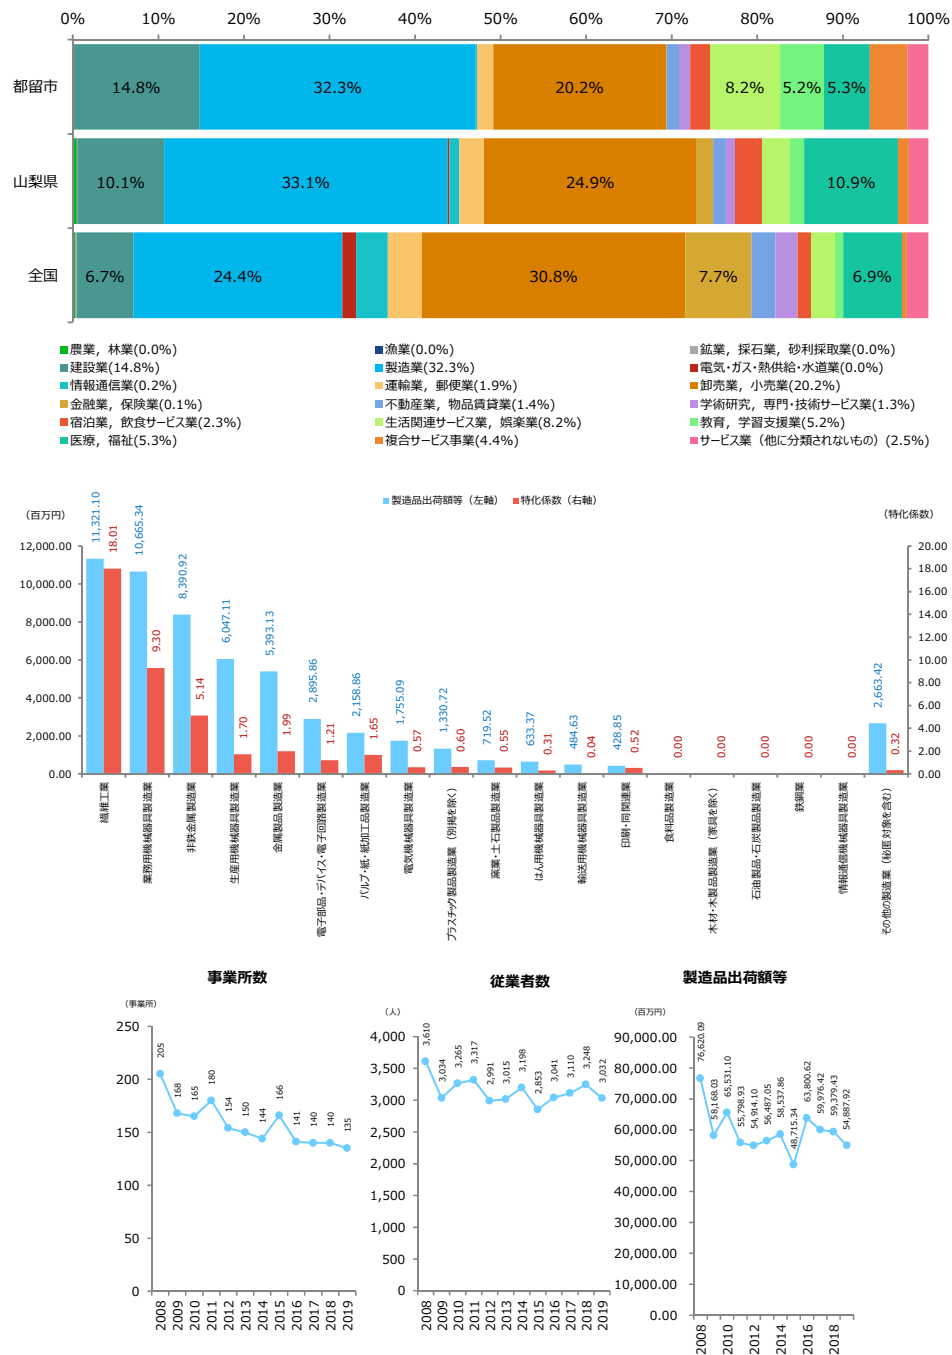 0% 10% 20% 30% 40% 50% 60% 70% 80% 90% 100%
都留市 14.8% 32.3% 20.2% 8.2% 5.2% 5.3%
山梨県 10.1% 33.1% 24.9% 10.9%
全国 6.7% 24.4% 30.8% 7.7% 6.9%
農業，林業(0.0%) 漁業(0.0%) 鉱業，採石業，砂利採取業(0.0%)
建設業(14.8%) 製造業(32.3%) 電気・ガス・熱供給・水道業(0.0%)
情報通信業(0.2%) 運輸業，郵便業(1.9%) 卸売業，小売業(20.2%)
金融業，保険業(0.1%) 不動産業，物品賃貸業(1.4%) 学術研究，専門・技術サービス業(1.3%)
宿泊業，飲食サービス業(2.3%) 生活関連サービス業，娯楽業(8.2%) 教育，学習支援業(5.2%)
医療，福祉(5.3%) 複合サービス事業(4.4%) サービス業（他に分類されないもの）(2.5%)
製造品出荷額等（左軸） 特化係数（右軸）
（百万円）
（特化係数）
12,000.00
10,000.00
8,000.00
6,000.00
4,000.00
2,000.00
0.00
20.00
18.00
16.00
14.00
12.00
10.00
8.00
6.00
4.00
2.00
0.00
11,321.10 18.01
10,665.34 9.30
8,390.92 5.14
6,047.11 1.70
5,393.13 1.99
2,895.86 1.21
2,158.86 1.65
1,755.09 0.57
1,330.72 0.60
719.52 0.55
633.37 0.31
484.63 0.04
428.85 0.52
0.00
0.00
0.00
0.00
0.00
2,663.42 0.32
繊維工業
業務用機械器具製造業
非鉄金属製造業
生産用機械器具製造業
金属製品製造業
電子部品・デバイス・電子回路製造業
パルプ・紙・紙加工品製造業
電気機械器具製造業
プラスチック製品製造業（別掲を除く）
窯業・土石製品製造業
はん用機械器具製造業
輸送用機械器具製造業
印刷・同関連業
食料品製造業
木材・木製品製造業（家具を除く）
石油製品・石炭製品製造業
鉄鋼業
情報通信機械器具製造業
その他の製造業（秘匿対象を含む）
事業所数
（事業所）
250
200
150
100
50
0
205 168 165 180 154 150 144 166 141 140 140 135
2008 2009 2010 2011 2012 2013 2014 2015 2016 2017 2018 2019
従業者数
（人）
4,000
3,500
3,000
2,500
2,000
1,500
1,000
500
0
3,610 3,034 3,265 3,317 2,991 3,015 3,198 2,853 3,041 3,110 3,248 3,032
2008 2009 2010 2011 2012 2013 2014 2015 2016 2017 2018 2019
製造品出荷額等
（百万円）
90,000.00
80,000.00
70,000.00
60,000.00
50,000.00
40,000.00
30,000.00
20,000.00
10,000.00
0.00
76,620.09 58,168.03 65,531.10 55,798.93 54,914.10 56,487.05 58,537.86 48,715.34 63,800.62 59,976.42 59,379.43 54,887.92
2008 2010 2012 2014 2016 2018